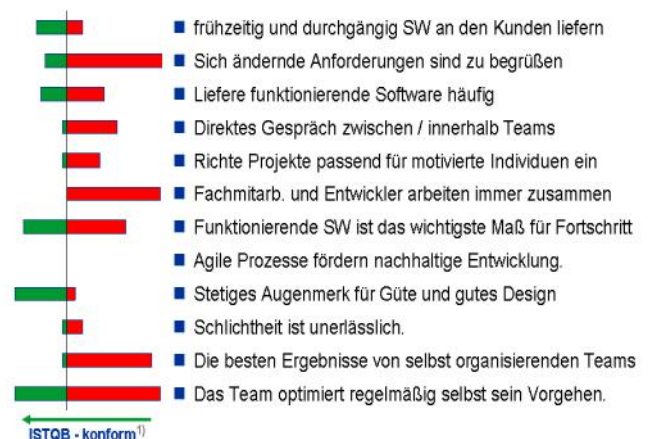 frühzeitig und durchgängig SW an den Kunden liefern
Sich ändernde Anforderungen sind zu begrüßen
Liefere funktionierende Software häufig
Direktes Gespräch zwischen / innerhalb Teams
Richte Projekte passend für motivierte Individuen ein
Fachmitarb. und Entwickler arbeiten immer zusammen
Funktionierende SW ist das wichtigste Maß für Fortschritt
Agile Prozesse fördern nachhaltige Entwicklung.
Stetiges Augenmerk für Güte und gutes Design
Schlichtheit ist unerlässlich.
Die besten Ergebnisse von selbst organisierenden Teams
Das Team optimiert regelmäßig selbst sein Vorgehen.
ISTQB - konform1)